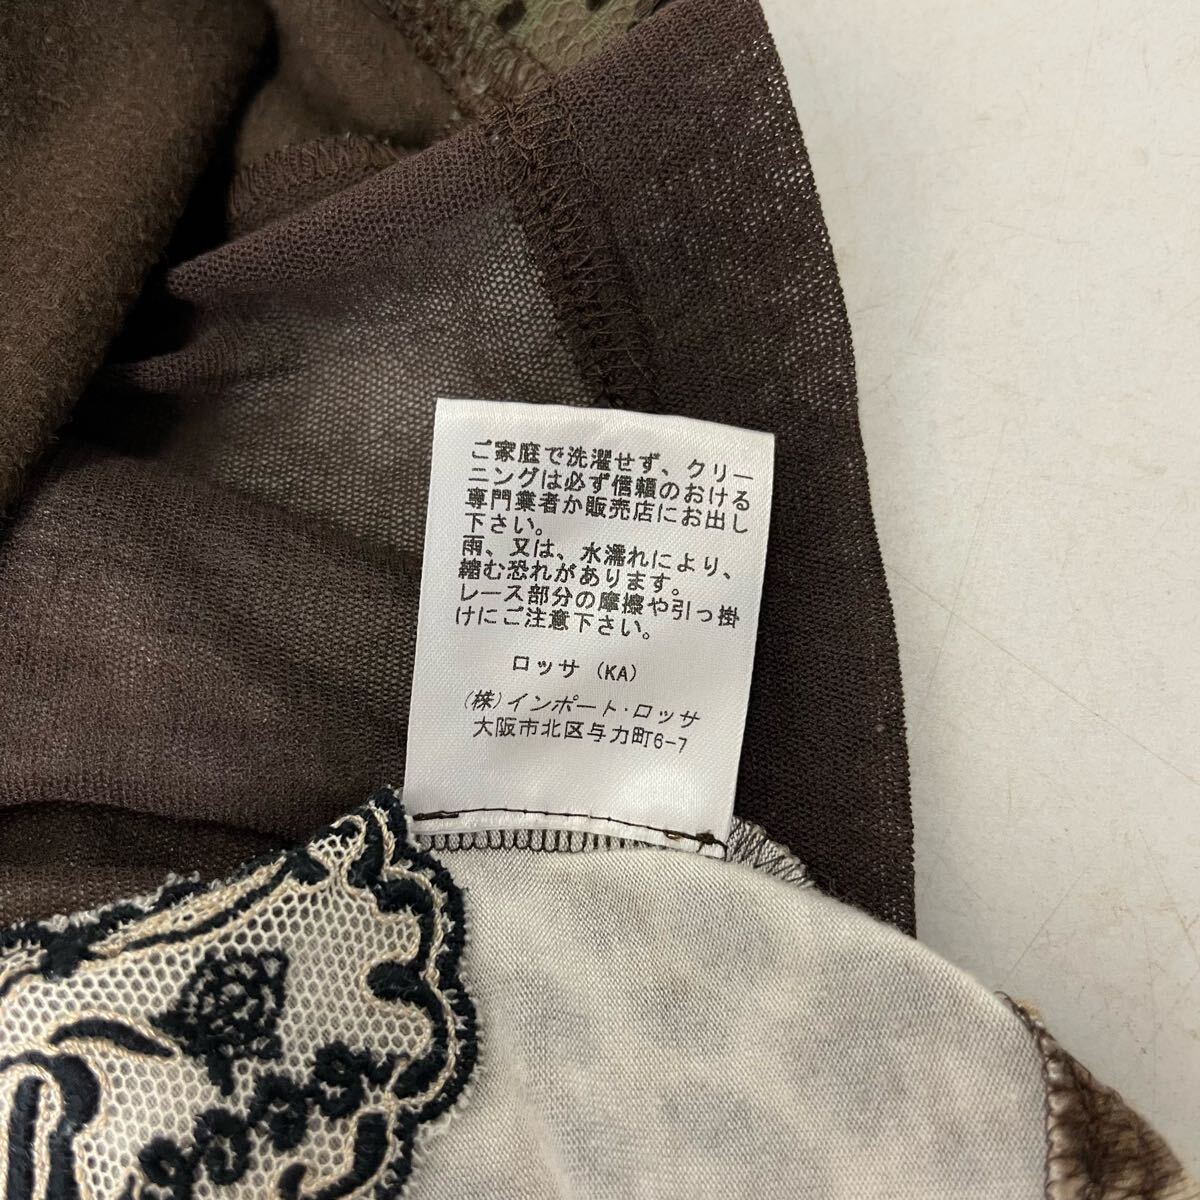 ご家庭で洗濯せず、クリー
ニングは必ず信頼のおける
専門業者か販売店にお出し
下さい。
雨、又は、水濡れにより、
縮む恐れがあります。
レース部分の摩擦や引っ掛
けにご注意下さい。
ロッサ (KA)
(株)インポート・ロッサ
大阪市北区与力町6-7